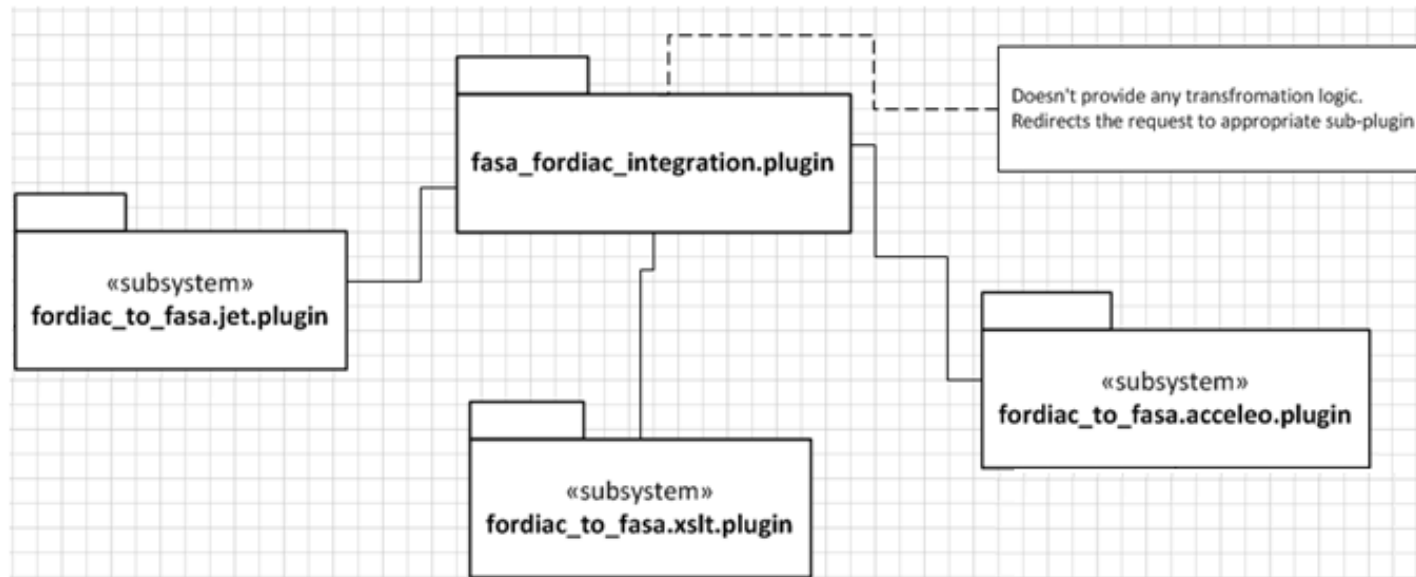 Doesn't provide any transfromation logic.
Redirects the request to appropriate sub-plugin
fasa_fordiac_integration.plugin
«subsystem»
fordiac_to_fasa.jet.plugin
«subsystem»
fordiac_to_fasa.acceleo.plugin
«subsystem»
fordiac_to_fasa.xslt.plugin